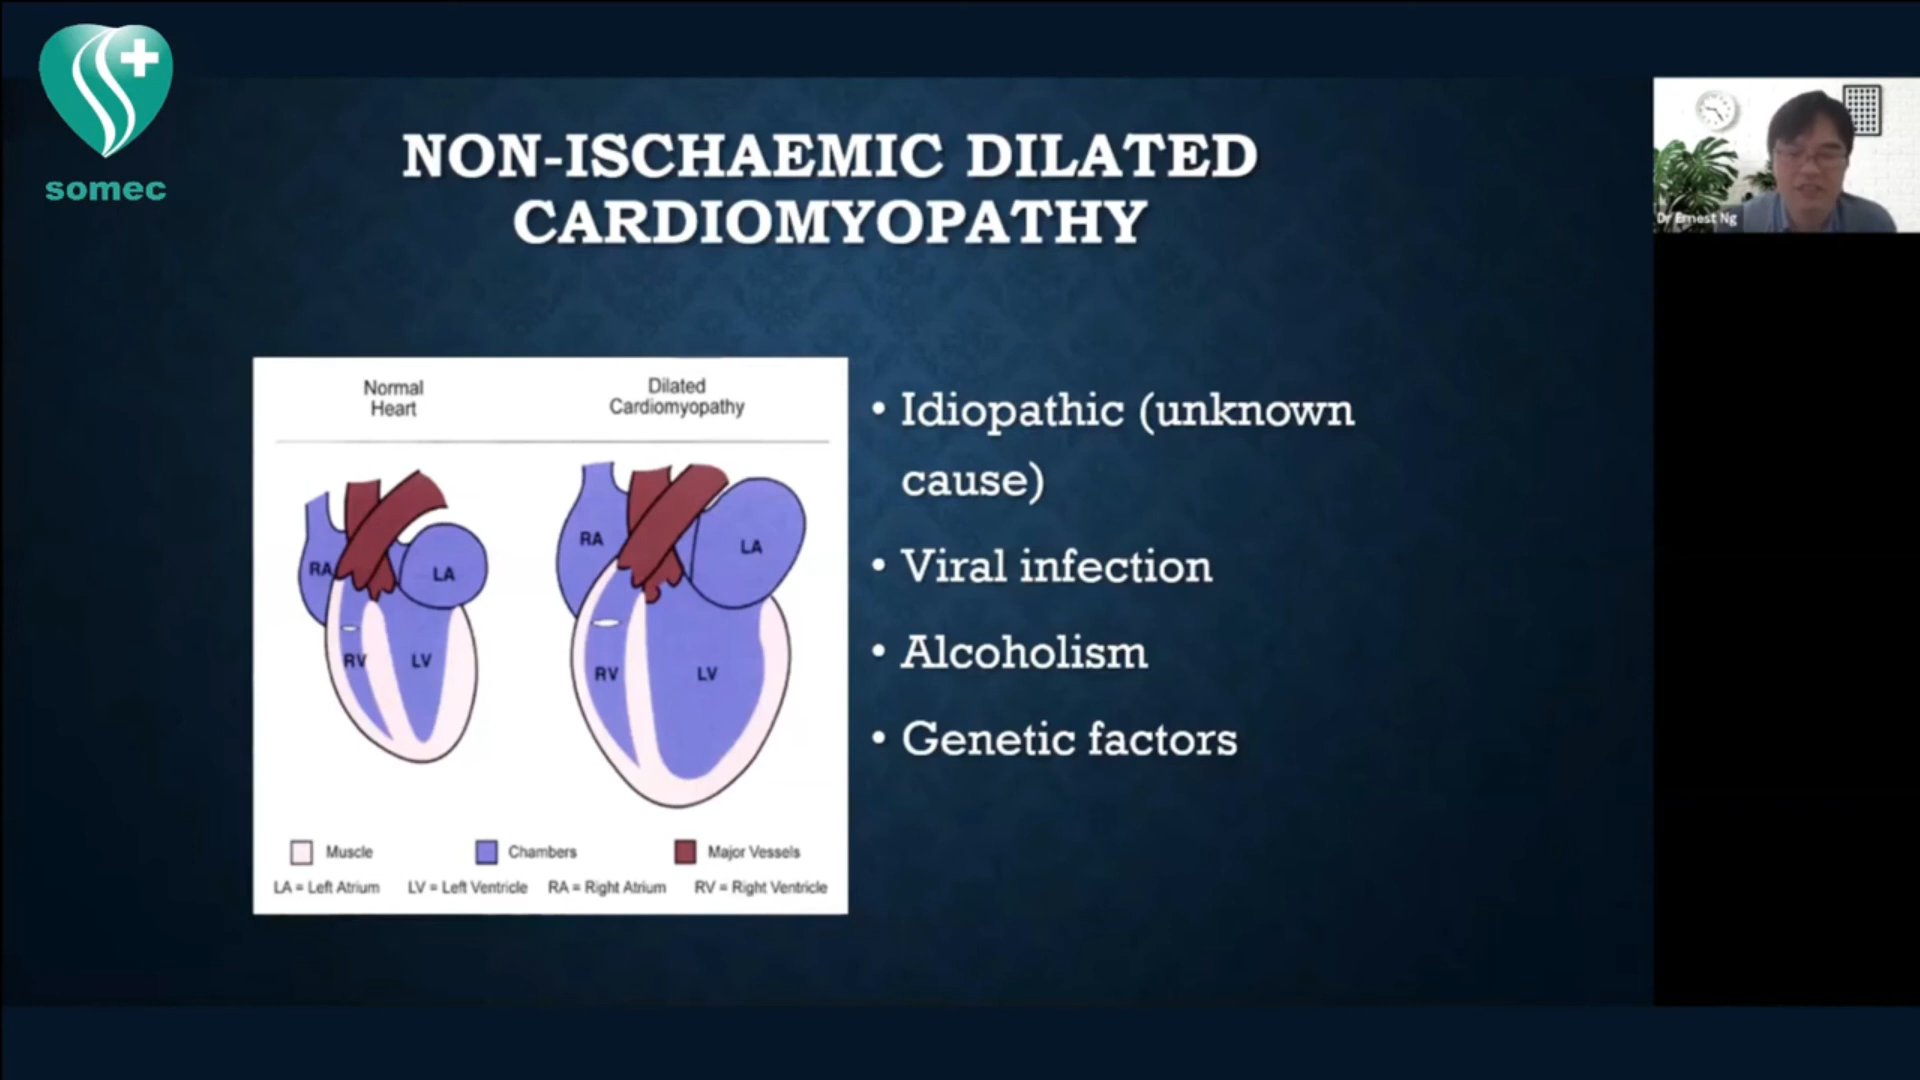 somec
NON-ISCHAEMIC DILATED
CARDIOMYOPATHY
Dr Ernest Ng
Normal
Heart
Dilated
Cardiomyopathy
RA
LA
RV
LV
RA
LA
RV
LV
Muscle
Chambers
Major Vessels
LA = Left Atrium
LV = Left Ventricle
RA = Right Atrium
RV = Right Ventricle
• Idiopathic (unknown
cause)
• Viral infection
• Alcoholism
• Genetic factors